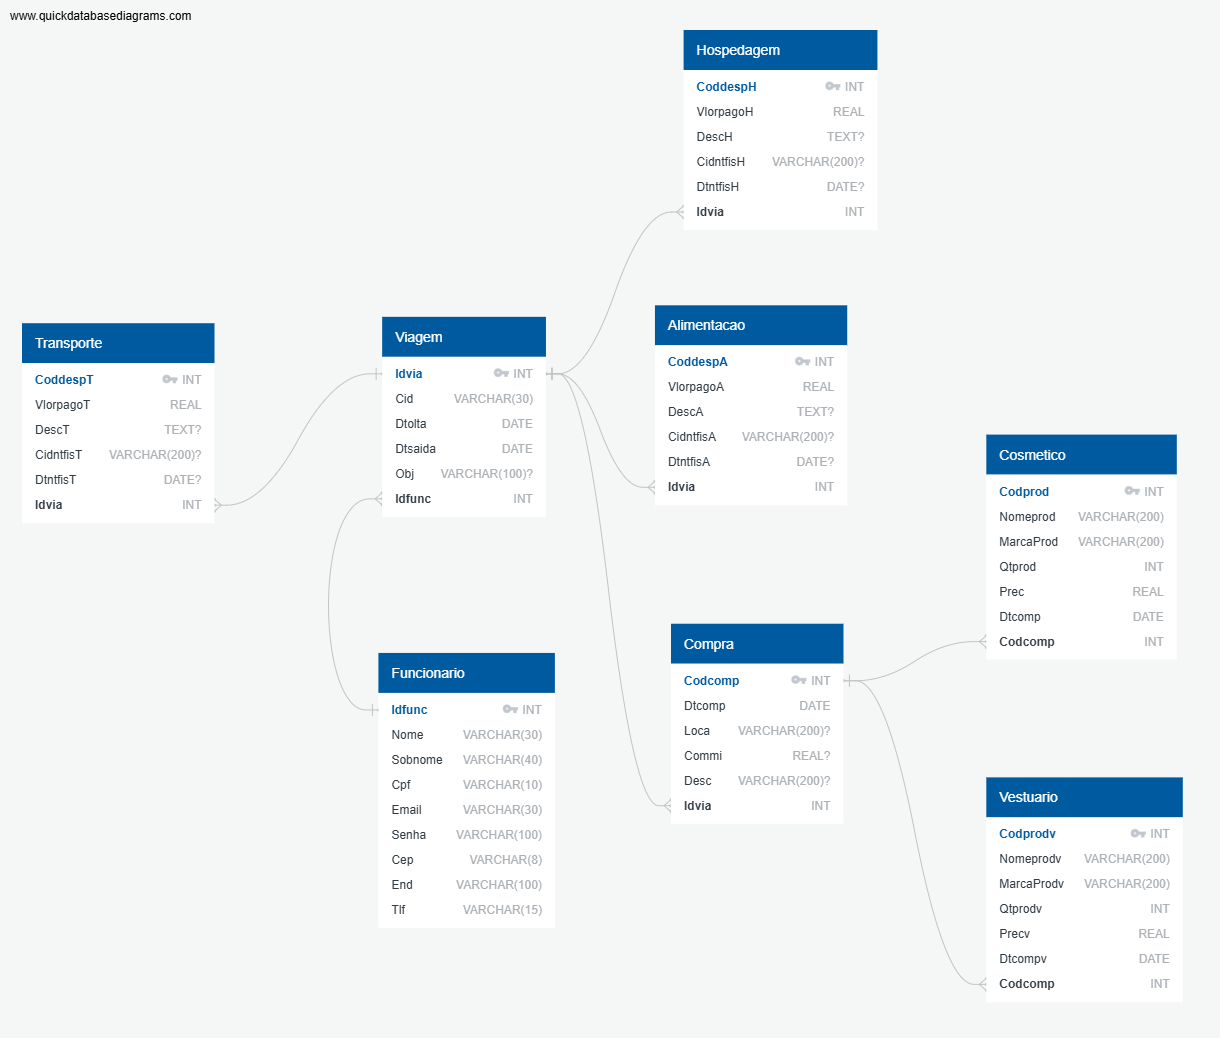 www.quickdatabasediagrams.com
Hospedagem
CoddespH INT
VlorpagoH REAL
DescH TEXT?
CidntfisH VARCHAR(200)?
DtntfisH DATE?
Idvia INT
Transporte
CoddespT INT
VlorpagoT REAL
DescT TEXT?
CidntfisT VARCHAR(200)?
DtntfisT DATE?
Idvia INT
Viagem
Idvia INT
Cid VARCHAR(30)
Dtolta DATE
Dtsaida DATE
Obj VARCHAR(100)?
Idfunc INT
Alimentacao
CoddespA INT
VlorpagoA REAL
DescA TEXT?
CidntfisA VARCHAR(200)?
DtntfisA DATE?
Idvia INT
Cosmetico
Codprod INT
Nomeprod VARCHAR(200)
MarcaProd VARCHAR(200)
Qtprod INT
Prec REAL
Dtcomp DATE
Codcomp INT
Funcionario
Idfunc INT
Nome VARCHAR(30)
Sobnome VARCHAR(40)
Cpf VARCHAR(10)
Email VARCHAR(30)
Senha VARCHAR(100)
Cep VARCHAR(8)
End VARCHAR(100)
Tlf VARCHAR(15)
Compra
Codcomp INT
Dtcomp DATE
Loca VARCHAR(200)?
Commi REAL?
Desc VARCHAR(200)?
Idvia INT
Vestuario
Codprodv INT
Nomeprodv VARCHAR(200)
MarcaProdv VARCHAR(200)
Qtprodv INT
Precv REAL
Dtcompv DATE
Codcomp INT